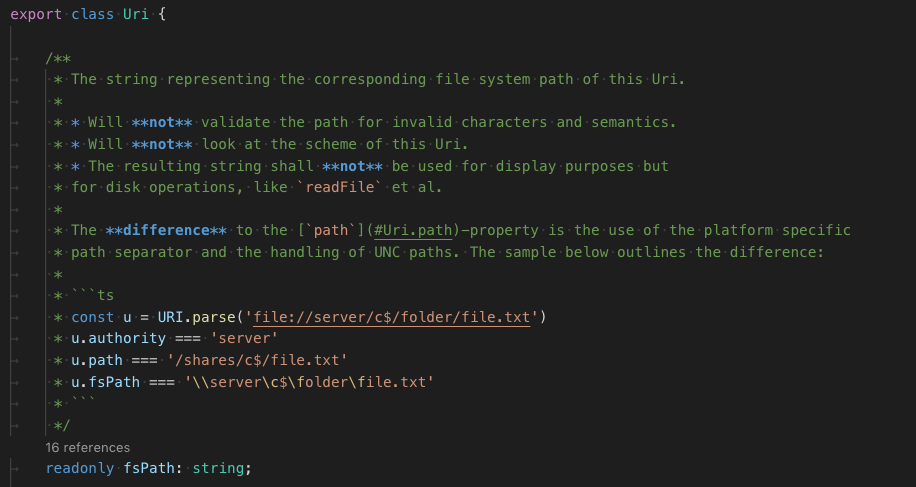 export class Uri {
/**
* The string representing the corresponding file system path of this Uri.
*
* * Will **not** validate the path for invalid characters and semantics.
* * Will **not** look at the scheme of this Uri.
* * The resulting string shall **not** be used for display purposes but
* for disk operations, like `readFile` et al.
*
* The **difference** to the [`path`](#Uri.path)-property is the use of the platform specific
* path separator and the handling of UNC paths. The sample below outlines the difference:
*
* ```ts
* const u = URI.parse('file://server/c$/folder/file.txt')
* u.authority === 'server'
* u.path === '/shares/c$/file.txt'
* u.fsPath === '\\server\c$\folder\file.txt'
* ```
*/
16 references
readonly fsPath: string;